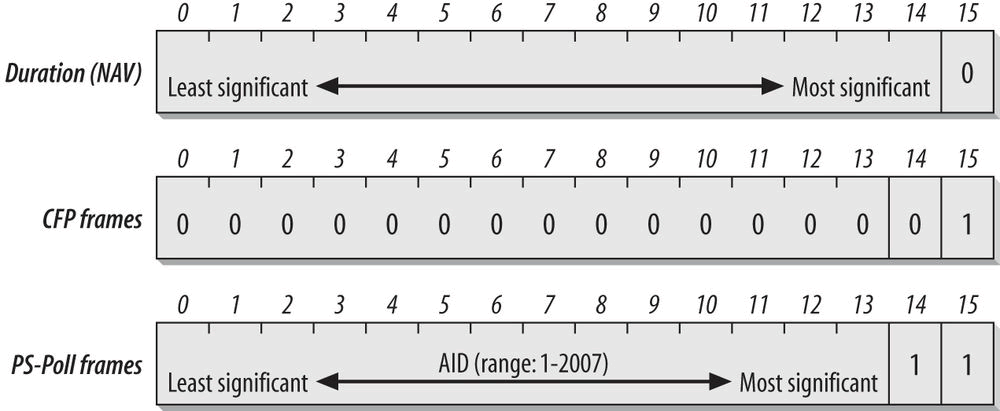 0 1 2 3 4 5 6 7 8 9 10 11 12 13 14 15
Duration (NAV)
Least significant Most significant 0
0 1 2 3 4 5 6 7 8 9 10 11 12 13 14 15
CFP frames 0 0 0 0 0 0 0 0 0 0 0 0 0 0 0 1
0 1 2 3 4 5 6 7 8 9 10 11 12 13 14 15
PS-Poll frames AID (range: 1-2007) 1 1
Least significant Most significant